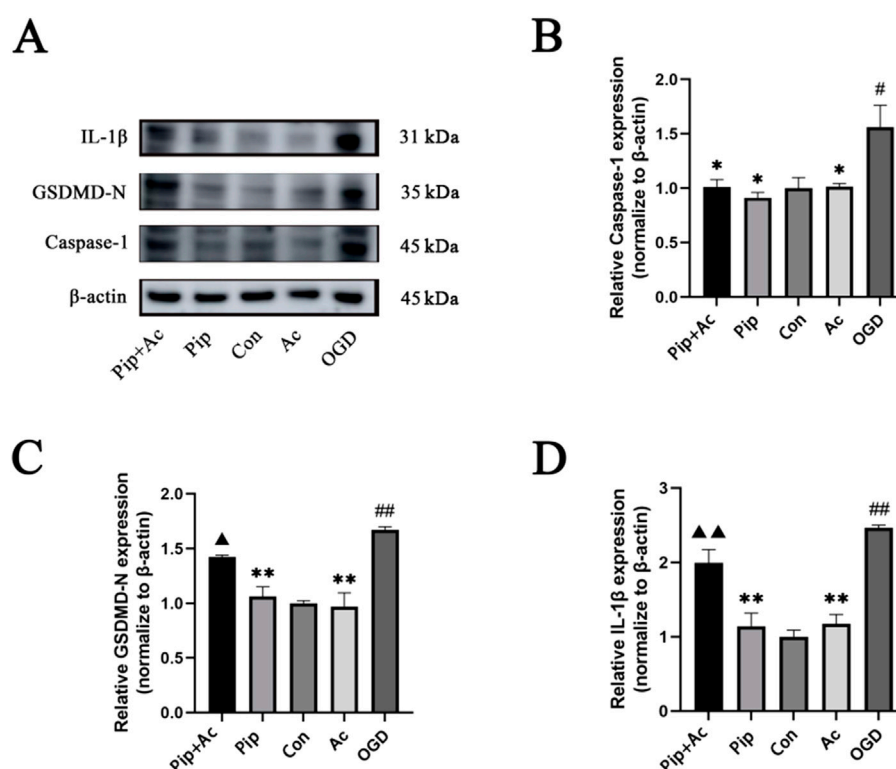 A
IL-1β 31 kDa
GSDMD-N 35 kDa
Caspase-1 45 kDa
β-actin 45 kDa
Pip+Ac Pip Con Ac OGD
B
Relative Caspase-1 expression
(normalize to β-actin)
2.0
1.5
1.0
0.5
0.0
* * * #
Pip+Ac Pip Con Ac OGD
C
Relative GSDMD-N expression
(normalize to β-actin)
2.0
1.5
1.0
0.5
0.0
▲ ** ** ##
Pip+Ac Pip Con Ac OGD
D
Relative IL-1β expression
(normalize to β-actin)
3
2
1
0
▲▲ ** ** ##
Pip+Ac Pip Con Ac OGD